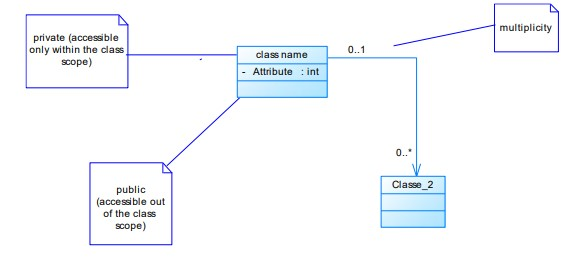 private (accessible
only within the class
scope)
multiplicity
class name
- Attribute : int
0..1
0..*
Classe_2
public
(accessible out
of the class
scope)